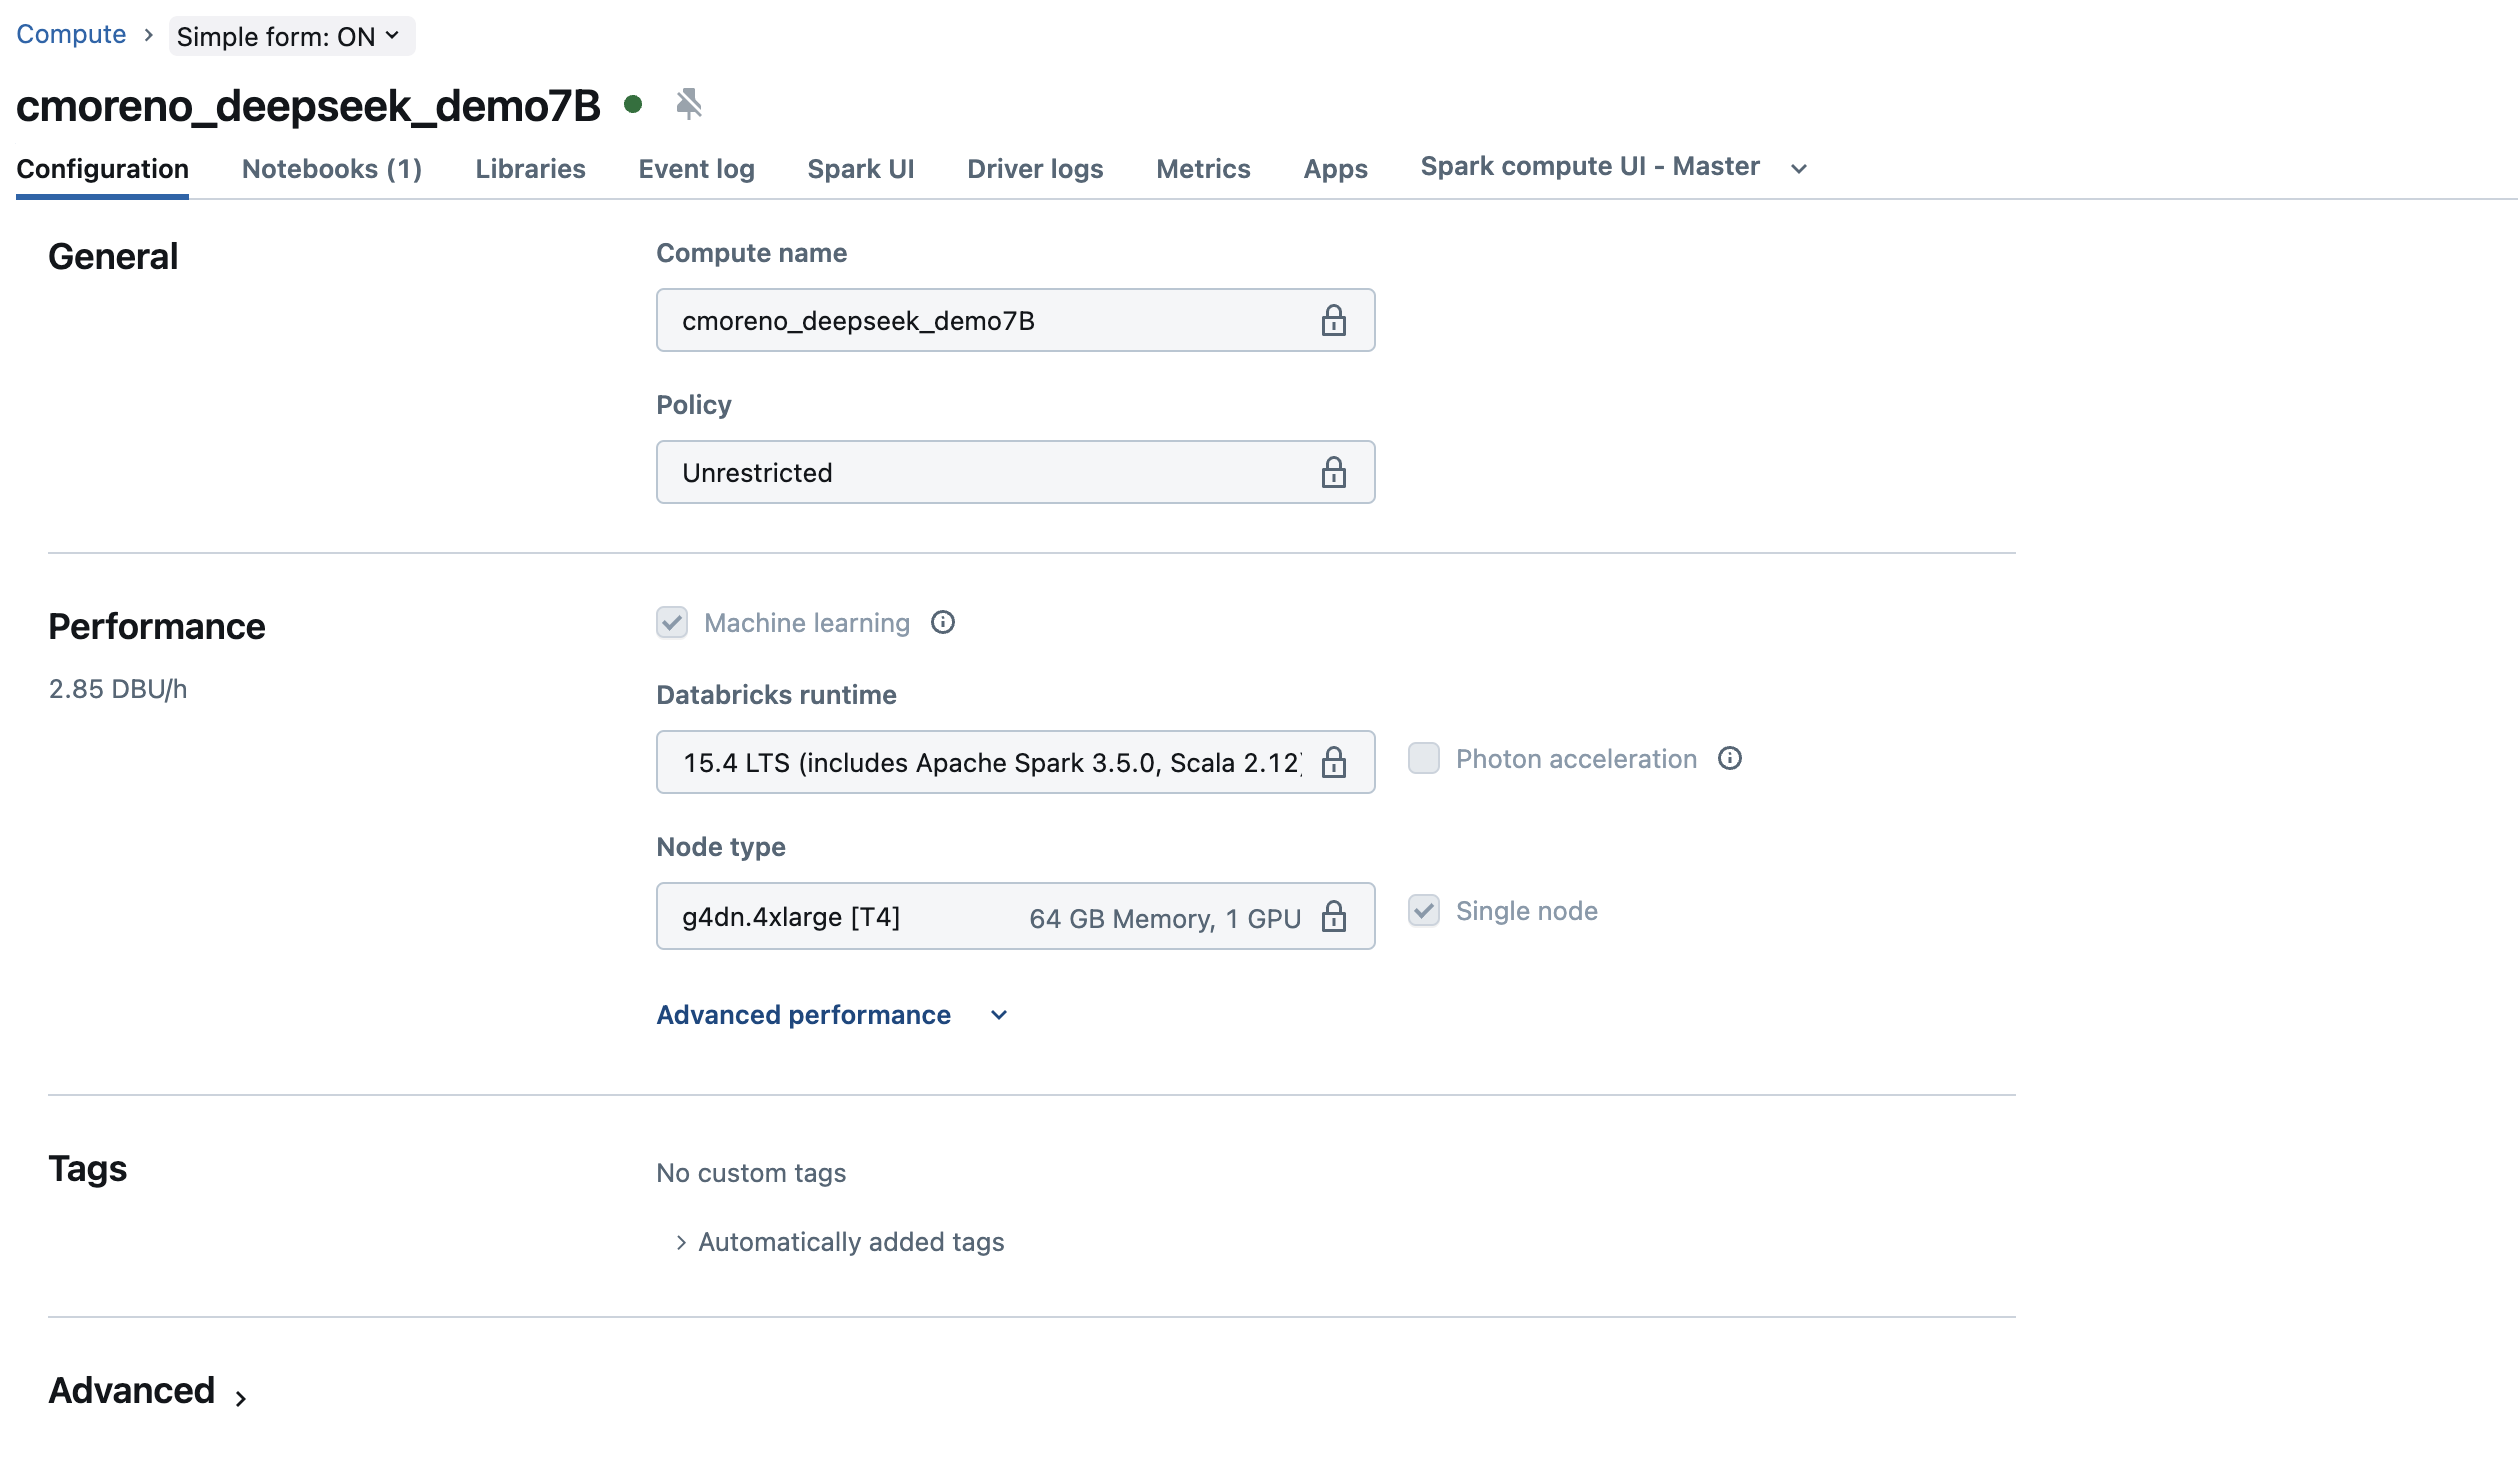 Compute > Simple form: ON
cmoreno_deepseek_demo7B
Configuration Notebooks (1) Libraries Event log Spark UI Driver logs Metrics Apps Spark compute UI - Master
General
Compute name
cmoreno_deepseek_demo7B
Policy
Unrestricted
Performance
2.85 DBU/h
Machine learning
Databricks runtime
15.4 LTS (includes Apache Spark 3.5.0, Scala 2.12)
Photon acceleration
Node type
g4dn.4xlarge [T4] 64 GB Memory, 1 GPU
Single node
Advanced performance
Tags
No custom tags
Automatically added tags
Advanced